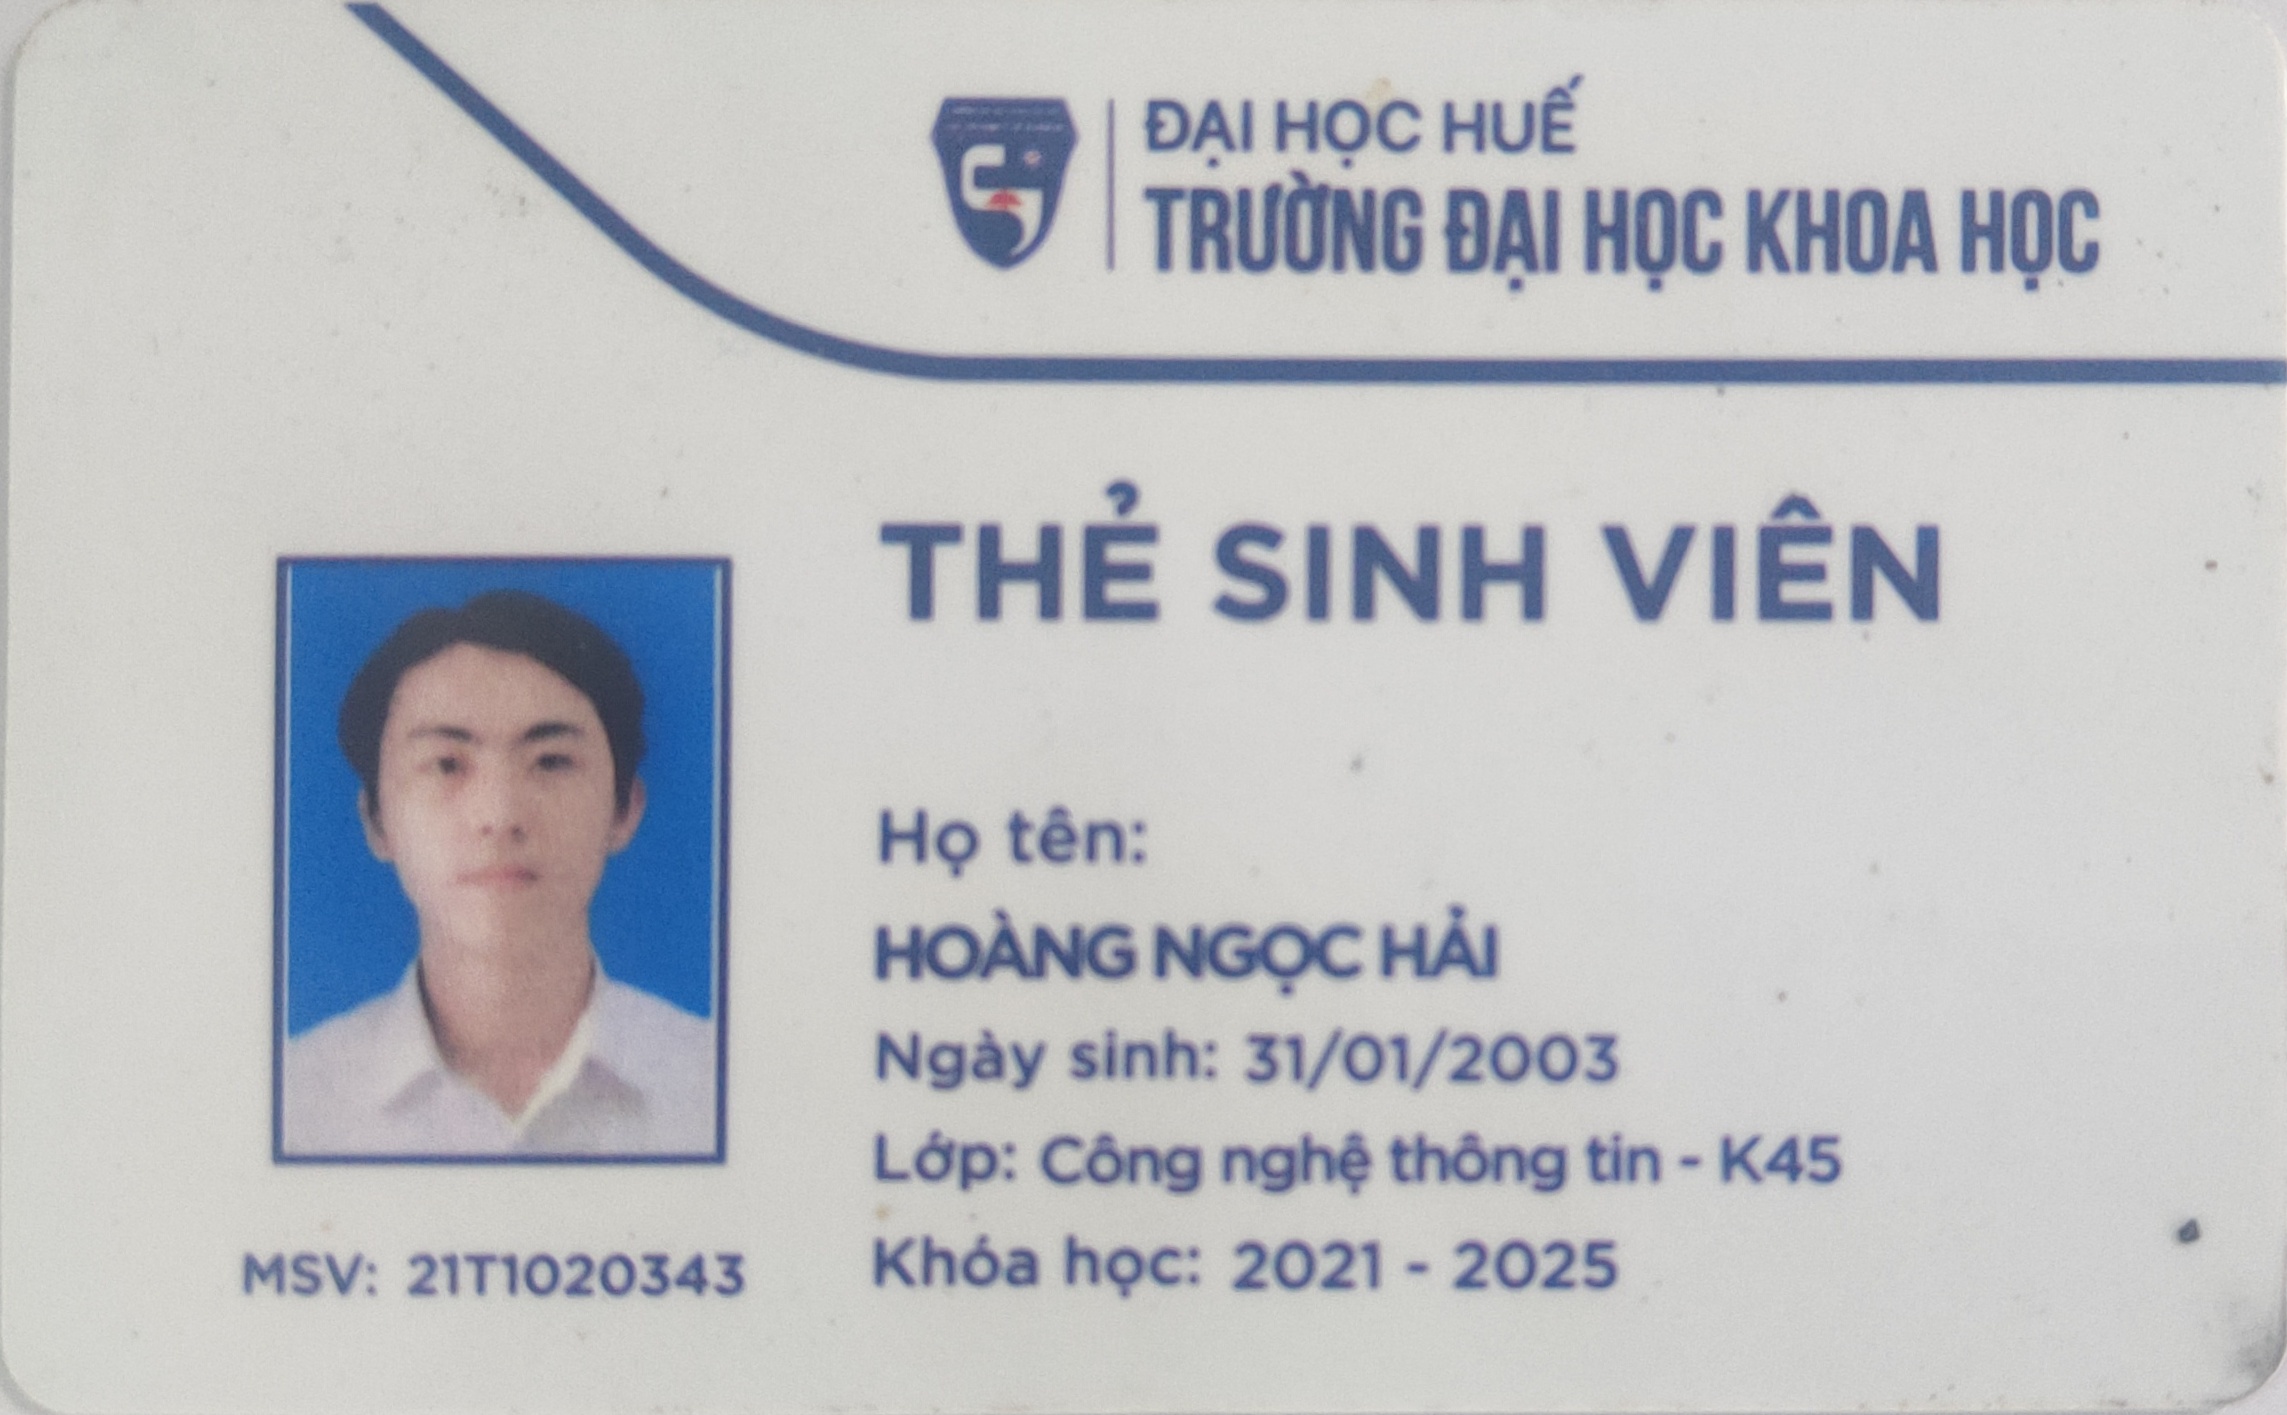 ĐẠI HỌC HUẾ
TRƯỜNG ĐẠI HỌC KHOA HỌC
THẺ SINH VIÊN
Họ tên:
HOÀNG NGỌC HẢI
Ngày sinh: 31/01/2003
Lớp: Công nghệ thông tin - K45
Khóa học: 2021 - 2025
MSV: 21T1020343